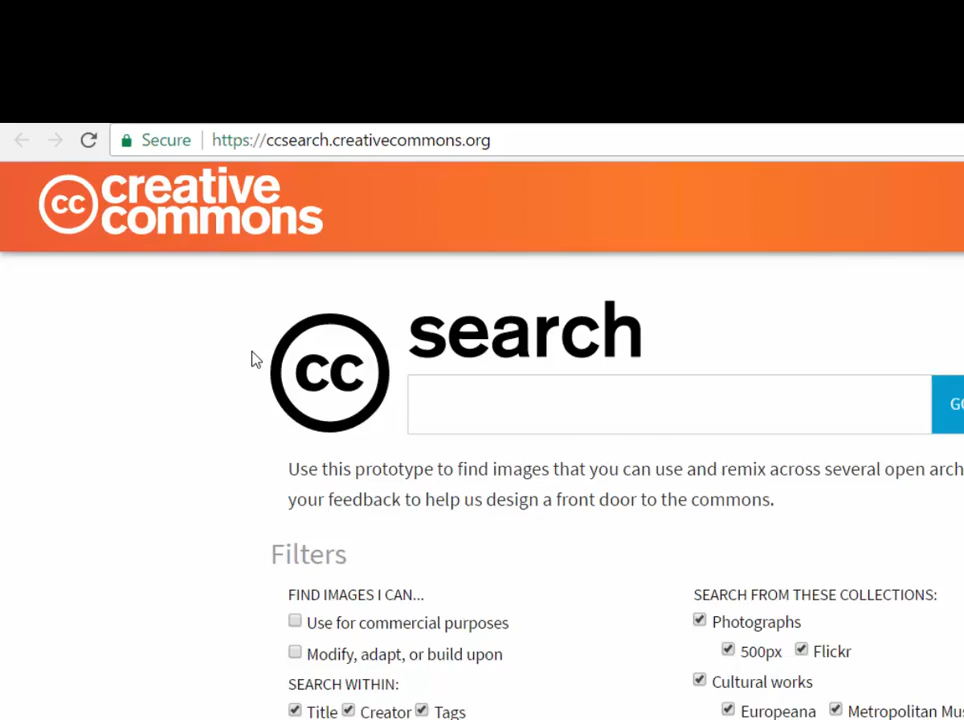 Secure https://ccsearch.creativecommons.org
cc creative
commons
cc search
Use this prototype to find images that you can use and remix across several open
your feedback to help us design a front door to the commons.
Filters
FIND IMAGES I CAN... SEARCH FROM THESE COLLECTIONS:
Use for commercial purposes Photographs
500px Flickr
Modify, adapt, or build upon
SEARCH WITHIN: Cultural works
Title Creator Tags Europeana Metropolitan